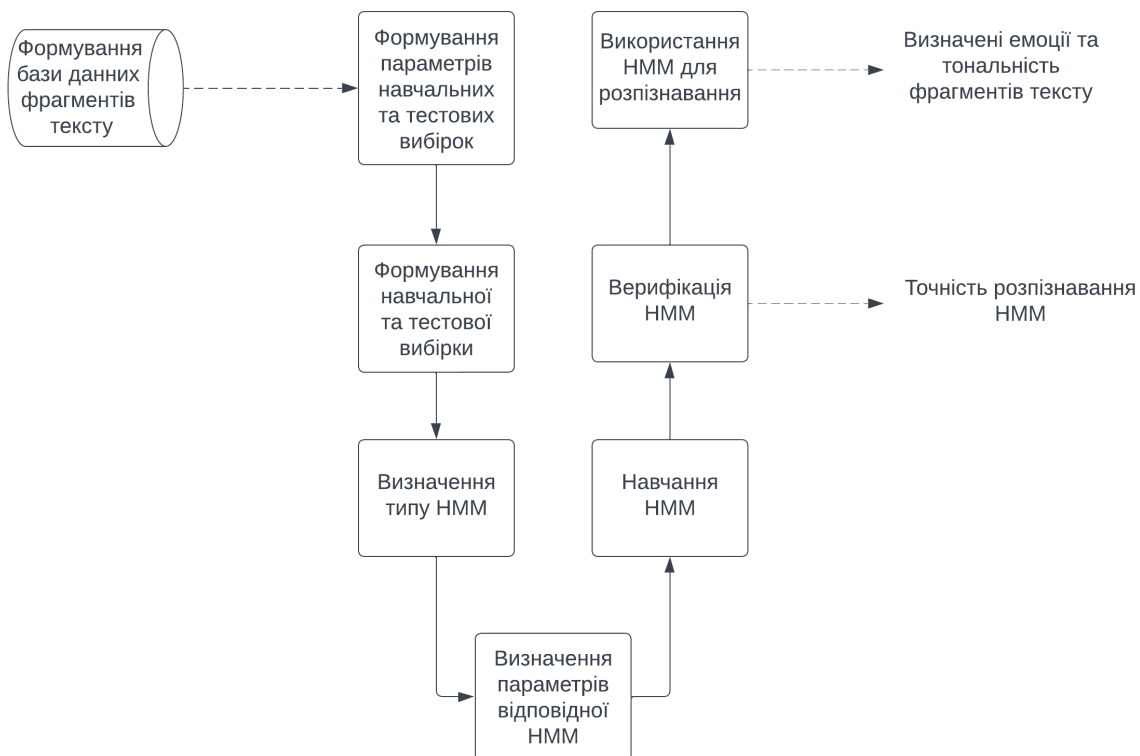 Формування
бази данних
фрагментів
тексту
Формування
параметрів
навчальних
та тестових
вибірок
Формування
навчальної
та тестової
вибірки
Визначення
типу НММ
Визначення
параметрів
відповідної
НММ
Навчання
НММ
Верифікація
НММ
Точність розпізнавання
НММ
Використання
НММ для
розпізнавання
Визначені емоції та
тональність
фрагментів тексту